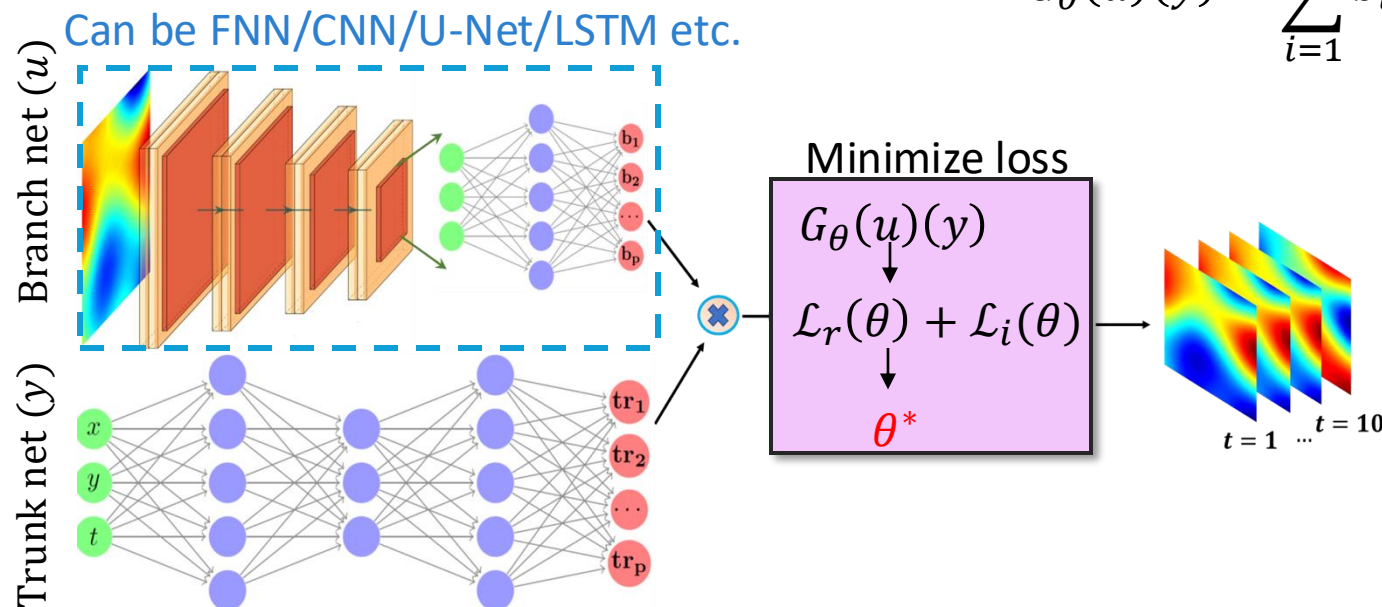 Can be FNN/CNN/U-Net/LSTM etc.
∑
i=1
Branch net (u)
b₁
b₂
...
bₚ
Minimize loss
G_θ(u)(y)
ℒᵣ(θ) + ℒᵢ(θ)
θ*
t = 1 ... t = 10
Trunk net (y)
x
y
t
tr₁
tr₂
...
trₚ